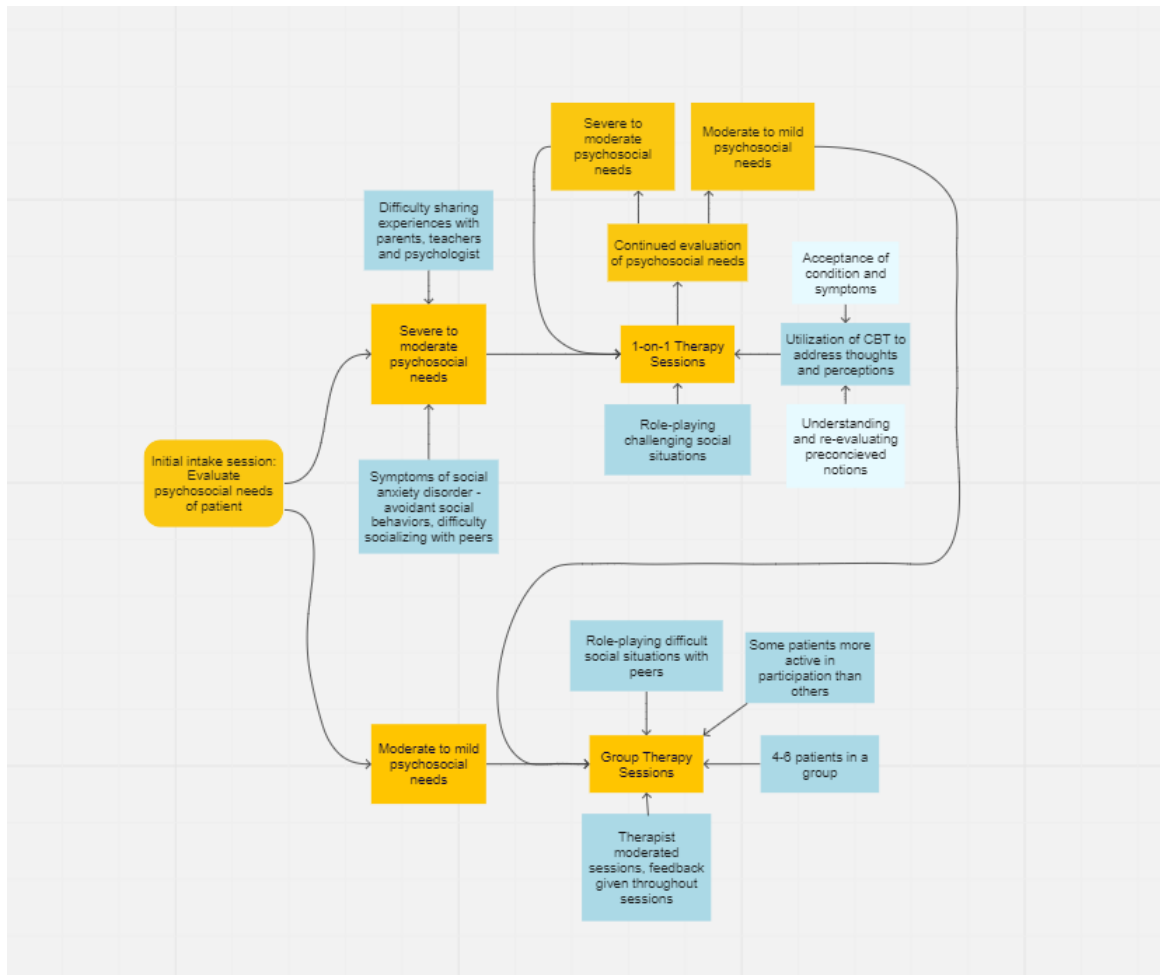 Severe to
moderate
psychosocial
needs
Moderate to mild
psychosocial
needs
Difficulty sharing
experiences with
parents, teachers
and psychologist
Continued evaluation
of psychosocial needs
Acceptance of
condition and
symptoms
Severe to
moderate
psychosocial
needs
1-on-1 Therapy
Sessions
Utilization of CBT to
address thoughts
and perceptions
Role-playing
challenging social
situations
Understanding
and re-evaluating
preconcieved
notions
Initial intake session:
Evaluate
psychosocial needs
of patient
Symptoms of social
anxiety disorder -
avoidant social
behaviors, difficulty
socializing with peers
Role-playing difficult
social situations with
peers
Some patients more
active in
participation than
others
Moderate to mild
psychosocial
needs
Group Therapy
Sessions
4-6 patients in a
group
Therapist
moderated
sessions, feedback
given throughout
sessions